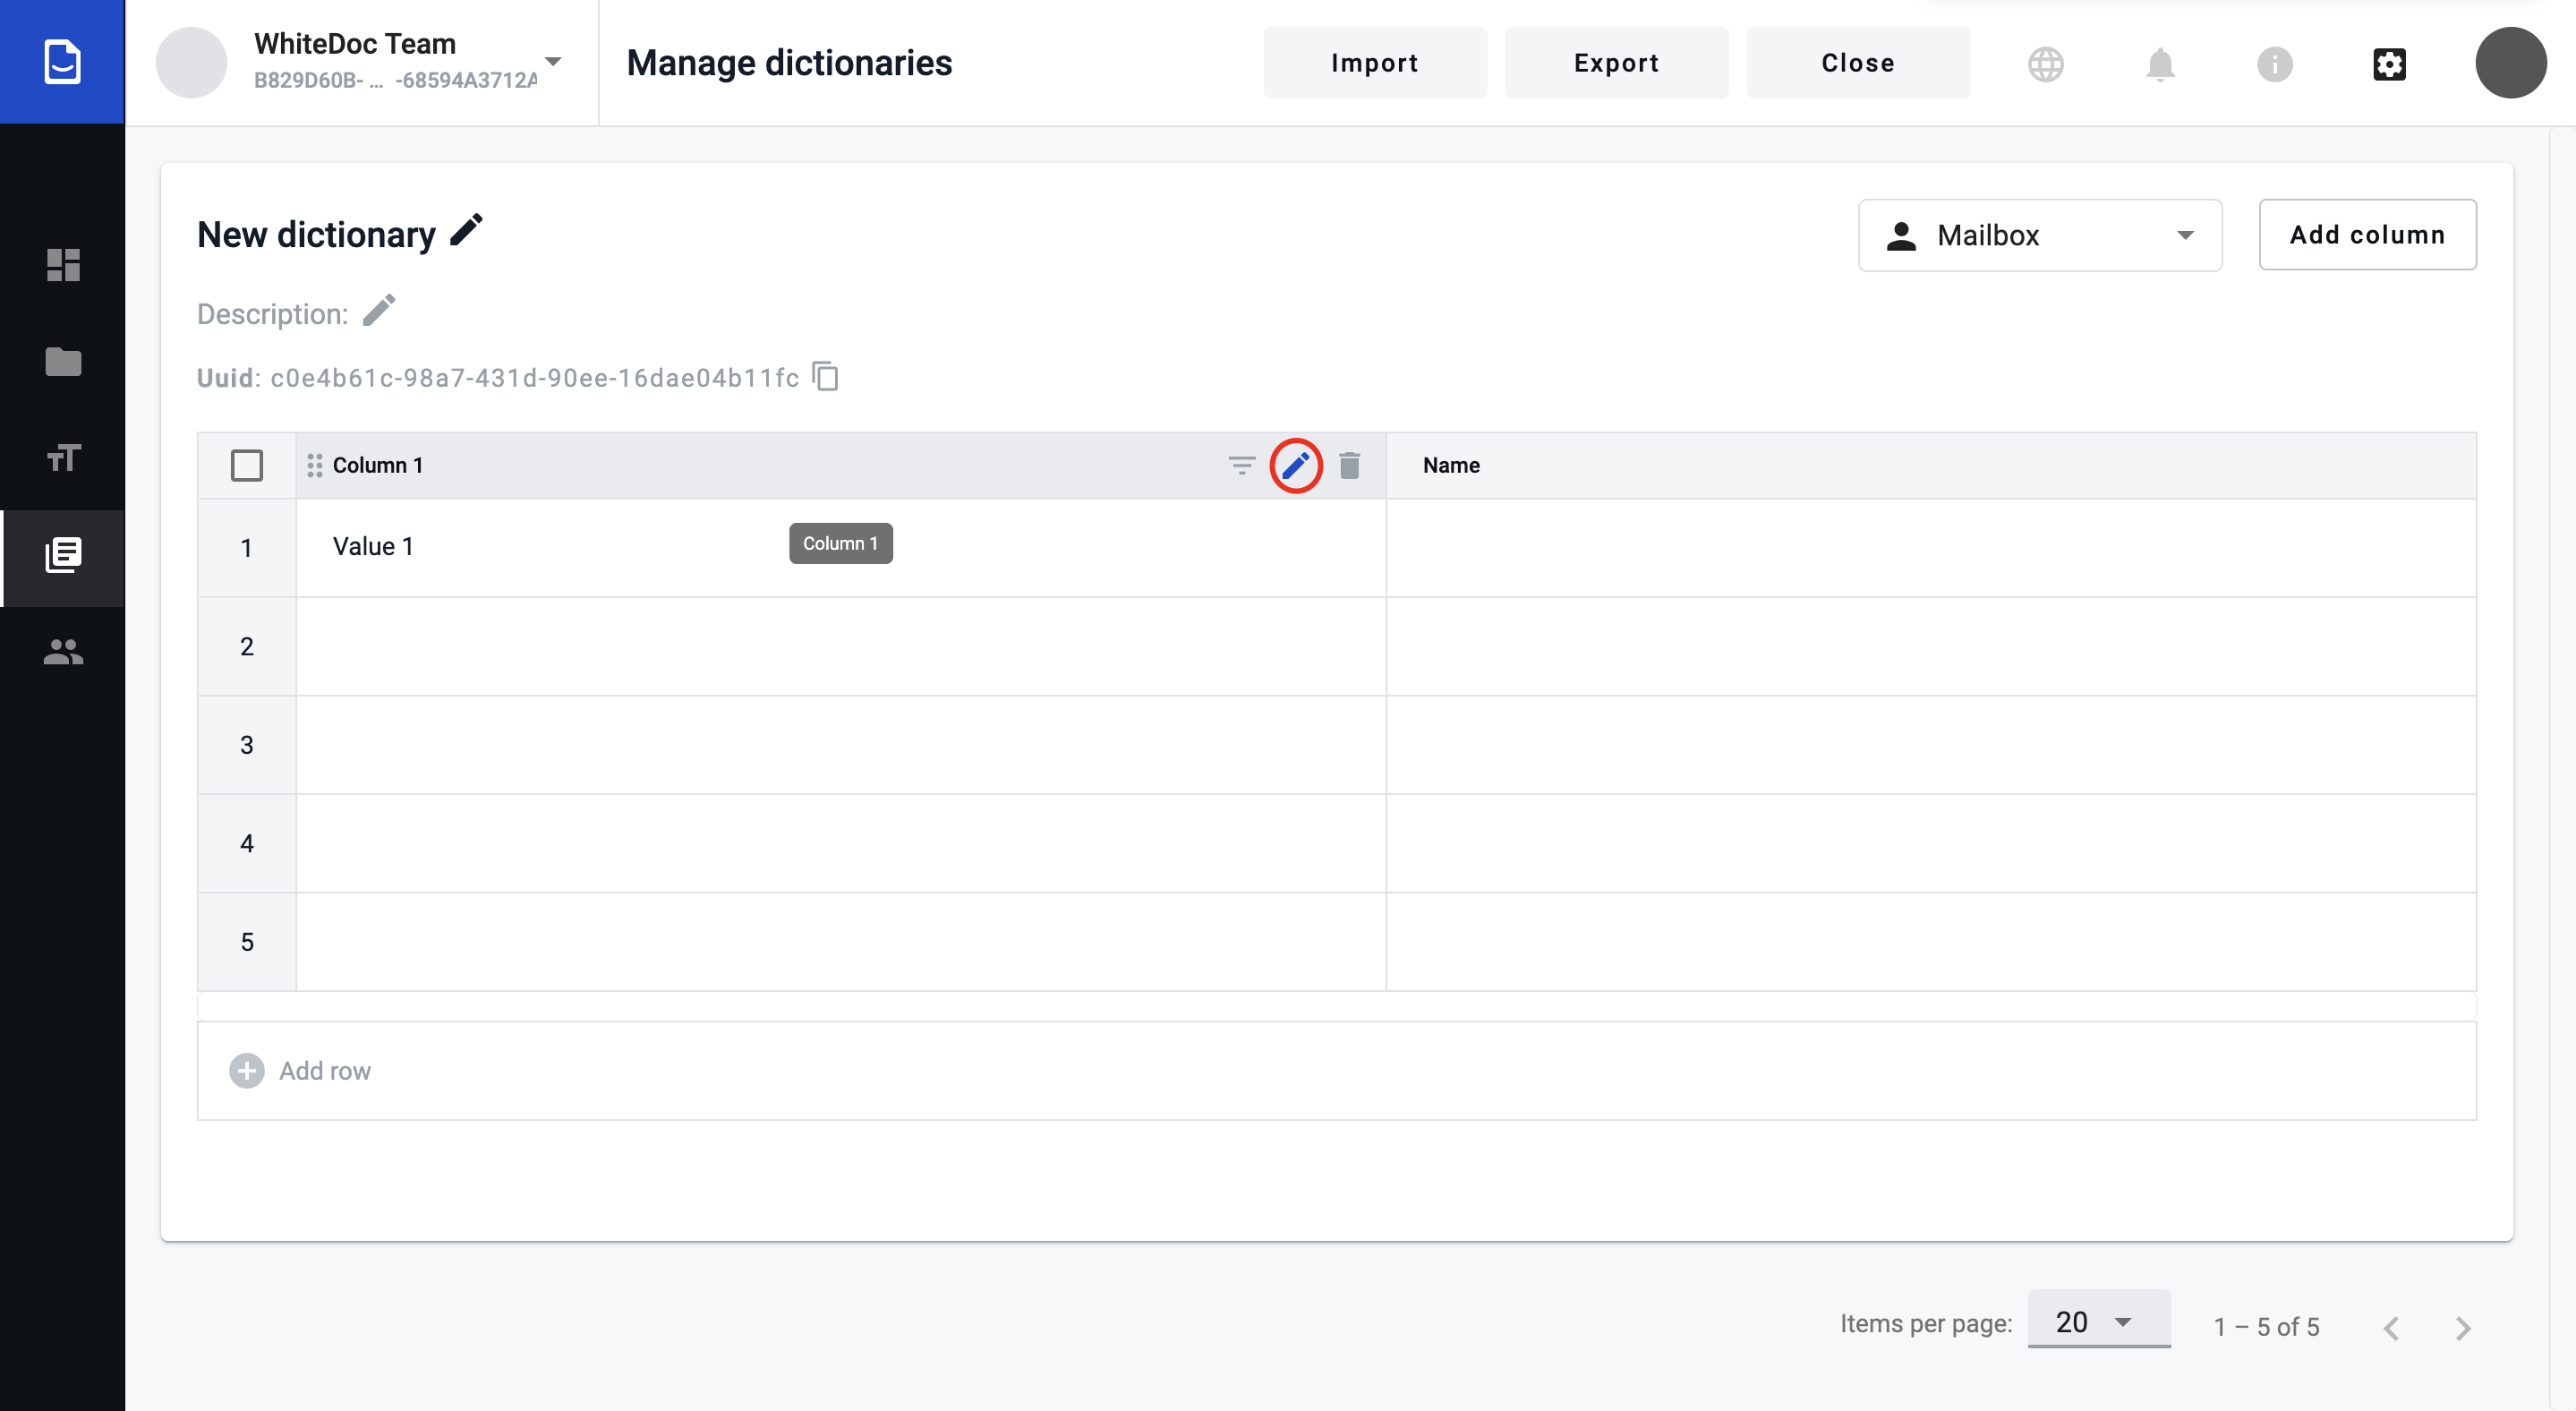 WhiteDoc Team
B829D60B- ... -68594A3712A
Manage dictionaries
Import
Export
Close
New dictionary
Mailbox
Add column
Description:
Uuid: c0e4b61c-98a7-431d-90ee-16dae04b11fc
Column 1
Name
1
Value 1
Column 1
2
3
4
5
Add row
Items per page:
20
1 – 5 of 5